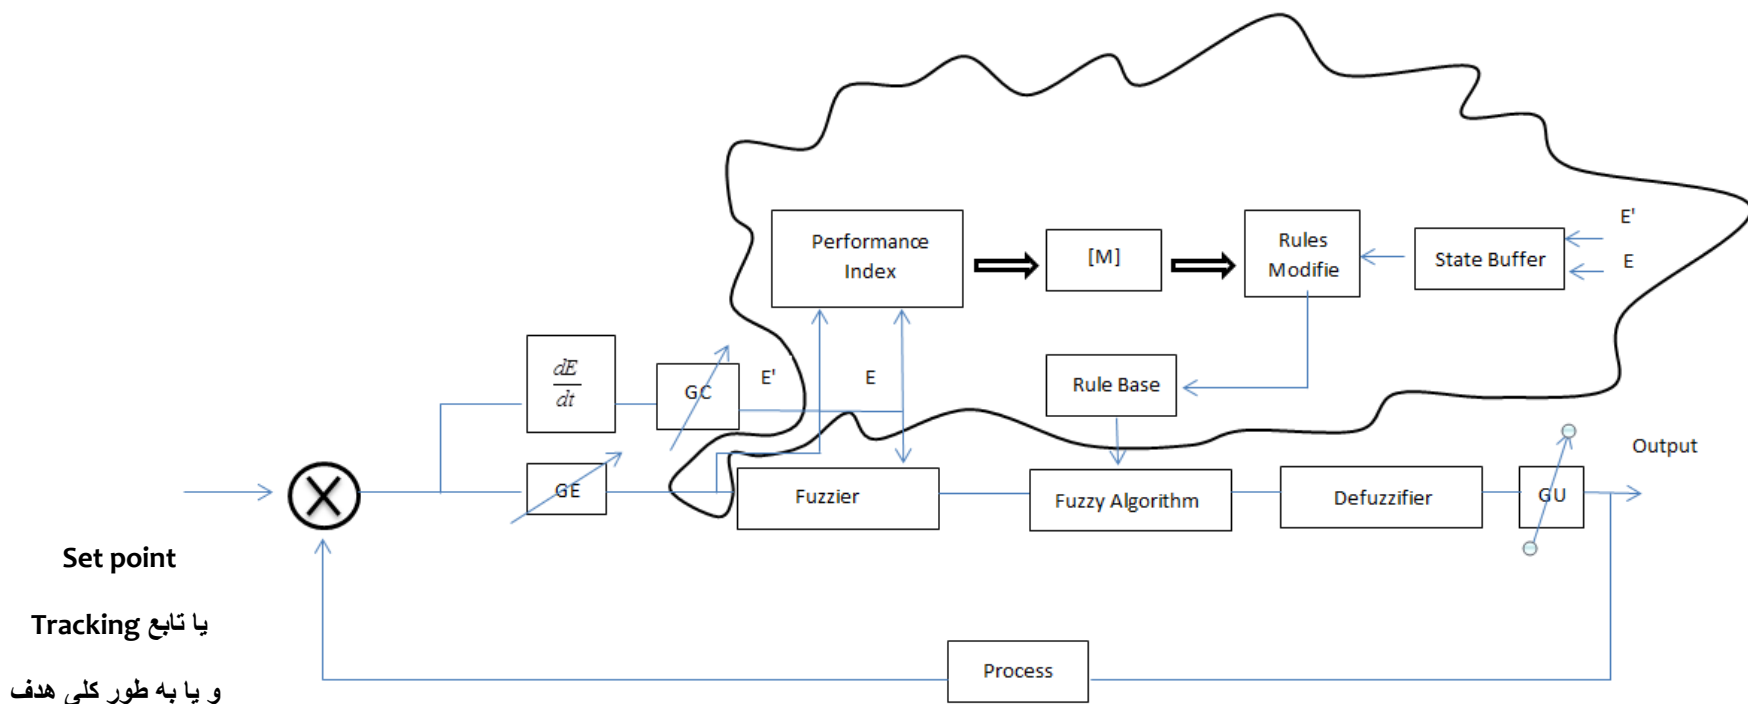 Performance
Index
[M]
Rules
Modifie
State Buffer
E'
E
dE
dt
GC
E'
E
Rule Base
GE
Fuzzier
Fuzzy Algorithm
Defuzzifier
GU
Output
Set point
یا تابع Tracking
و یا به طور کلی هدف
Process